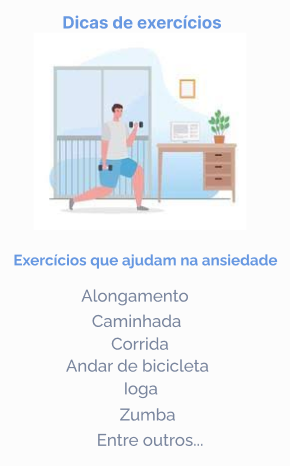 Dicas de exercícios
Exercícios que ajudam na ansiedade
Alongamento
Caminhada
Corrida
Andar de bicicleta
Ioga
Zumba
Entre outros...